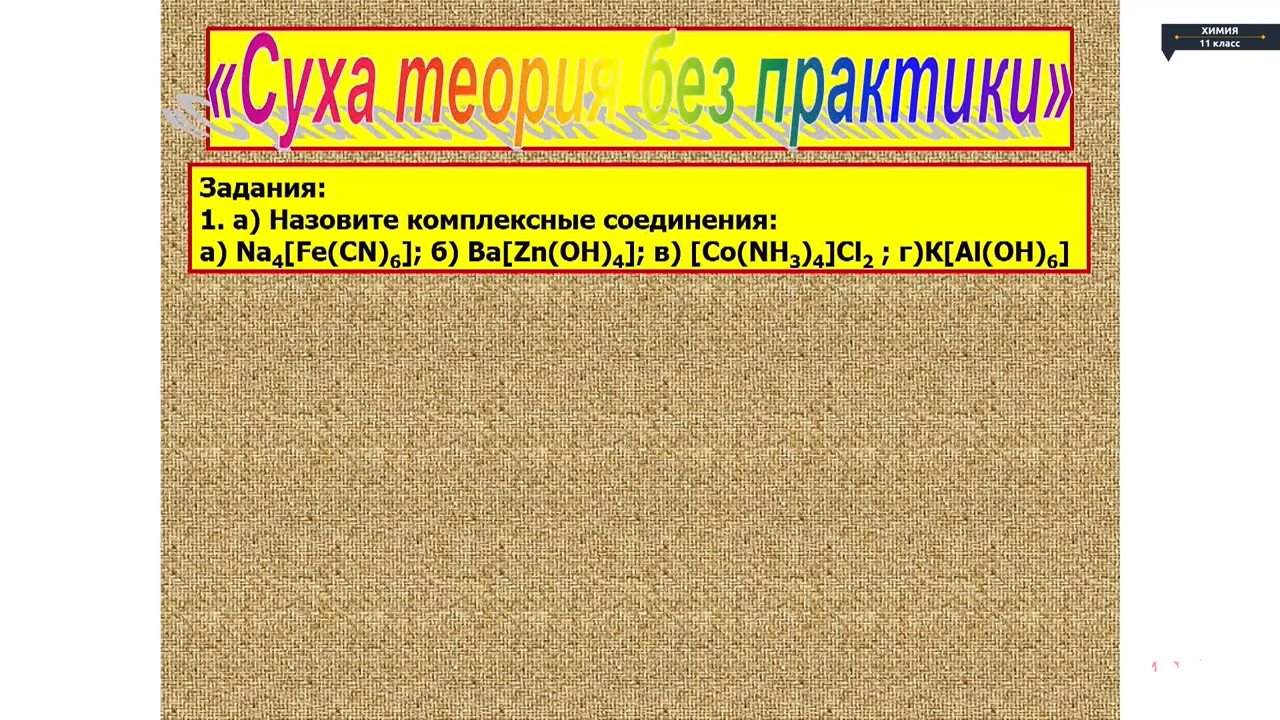 «Суха теория без практики»
ХИМИЯ
11 класс
Задания:
1. а) Назовите комплексные соединения:
а) Na₄[Fe(CN)₆]; б) Ba[Zn(OH)₄]; в) [Co(NH₃)₄]Cl₂ ; г)К[Al(OH)₆]